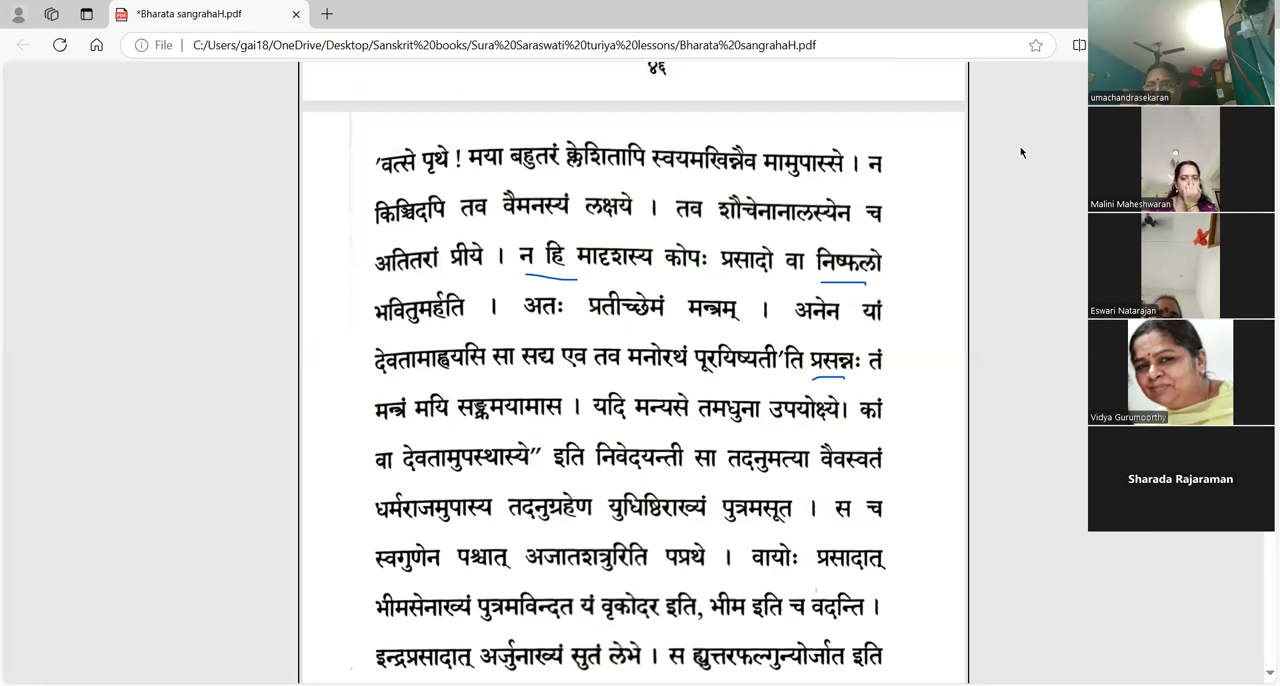 *Bharata sangrahaH.pdf
File
C:/Users/gai18/OneDrive/Desktop/Sanskrit%20books/Sura%20Saraswati%20turiya%20lessons/Bharata%20sangrahaH.pdf
४६
'वत्से पृथे ! मया बहुतरं क्लेशितापि स्वयमखिन्नैव मामुपास्से । न
किञ्चिदपि तव वैमनस्यं लक्षये । तव शौचेनानालस्येन च
अतितरां प्रीये । न हि मादृशस्य कोपः प्रसादो वा निष्फलो
भवितुमर्हति । अतः प्रतीच्छेमं मन्त्रम् । अनेन यां
देवतामाह्वयसि सा सद्य एव तव मनोरथं पूरयिष्यती'ति प्रसन्नः तं
मन्त्रं मयि सङ्क्रमयामास । यदि मन्यसे तमधुना उपयोक्ष्ये। कां
वा देवतामुपस्थास्ये” इति निवेदयन्ती सा तदनुमत्या वैवस्वतं
धर्मराजमुपास्य तदनुग्रहेण युधिष्ठिराख्यं पुत्रमसूत । स च
स्वगुणेन पश्चात् अजातशत्रुरिति पप्रथे । वायोः प्रसादात्
भीमसेनाख्यं पुत्रमविन्दत यं वृकोदर इति, भीम इति च वदन्ति ।
इन्द्रप्रसादात् अर्जुनाख्यं सुतं लेभे । स ह्युत्तरफल्गुन्योर्जात इति
umachandrasekaran
Malini Maheshwaran
Eswari Natarajan
Vidya Gurumoorthy
Sharada Rajaraman